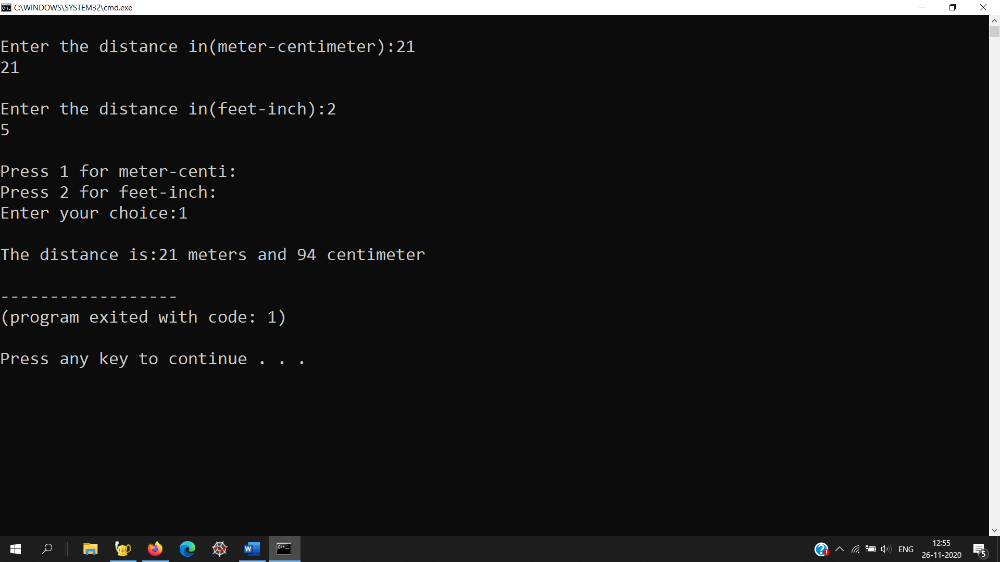 C:\WINDOWS\SYSTEM32\cmd.exe
Enter the distance in(meter-centimeter):21
21
Enter the distance in(feet-inch):2
5
Press 1 for meter-centi:
Press 2 for feet-inch:
Enter your choice:1
The distance is:21 meters and 94 centimeter
------------------
(program exited with code: 1)
Press any key to continue . . .
ENG
12:55
26-11-2020
5